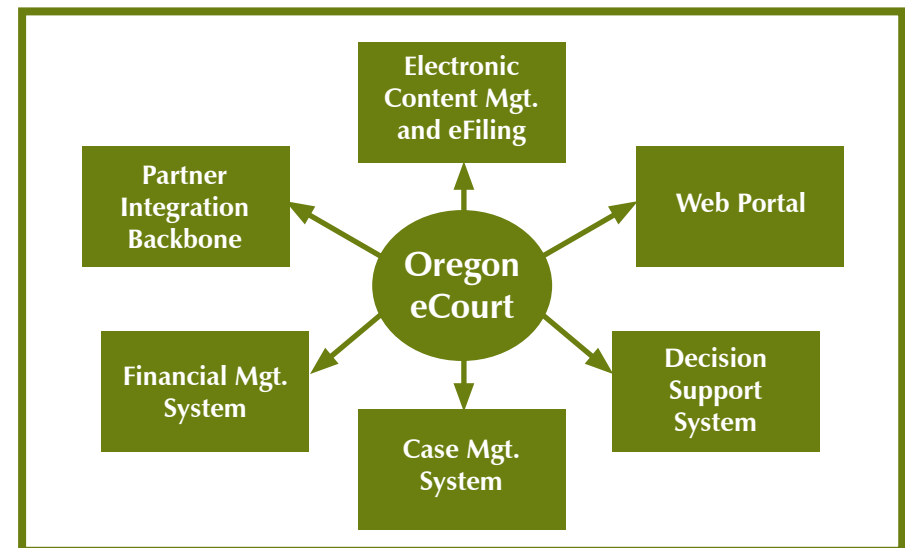 Electronic
Content Mgt.
and eFiling
Partner
Integration
Backbone
Web Portal
Oregon
eCourt
Financial Mgt.
System
Decision
Support
System
Case Mgt.
System